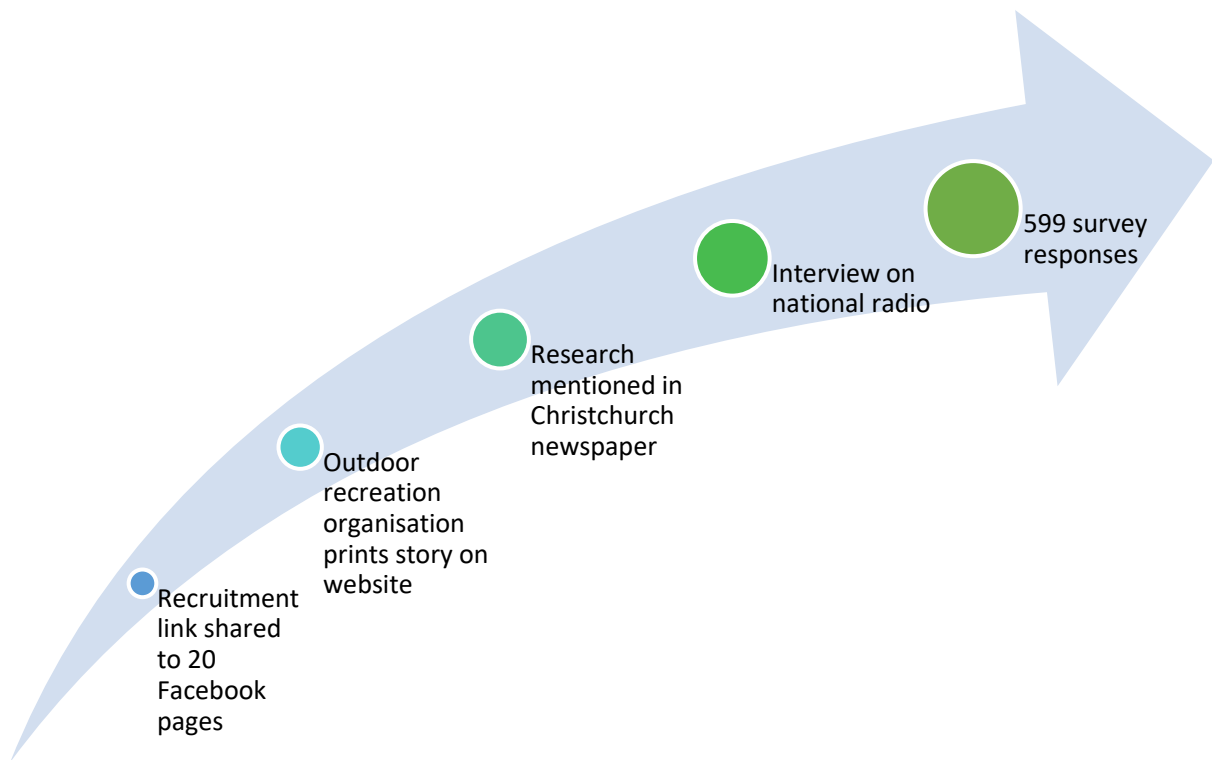 Recruitment
link shared
to 20
Facebook
pages
Outdoor
recreation
organisation
prints story on
website
Research
mentioned in
Christchurch
newspaper
Interview on
national radio
599 survey
responses